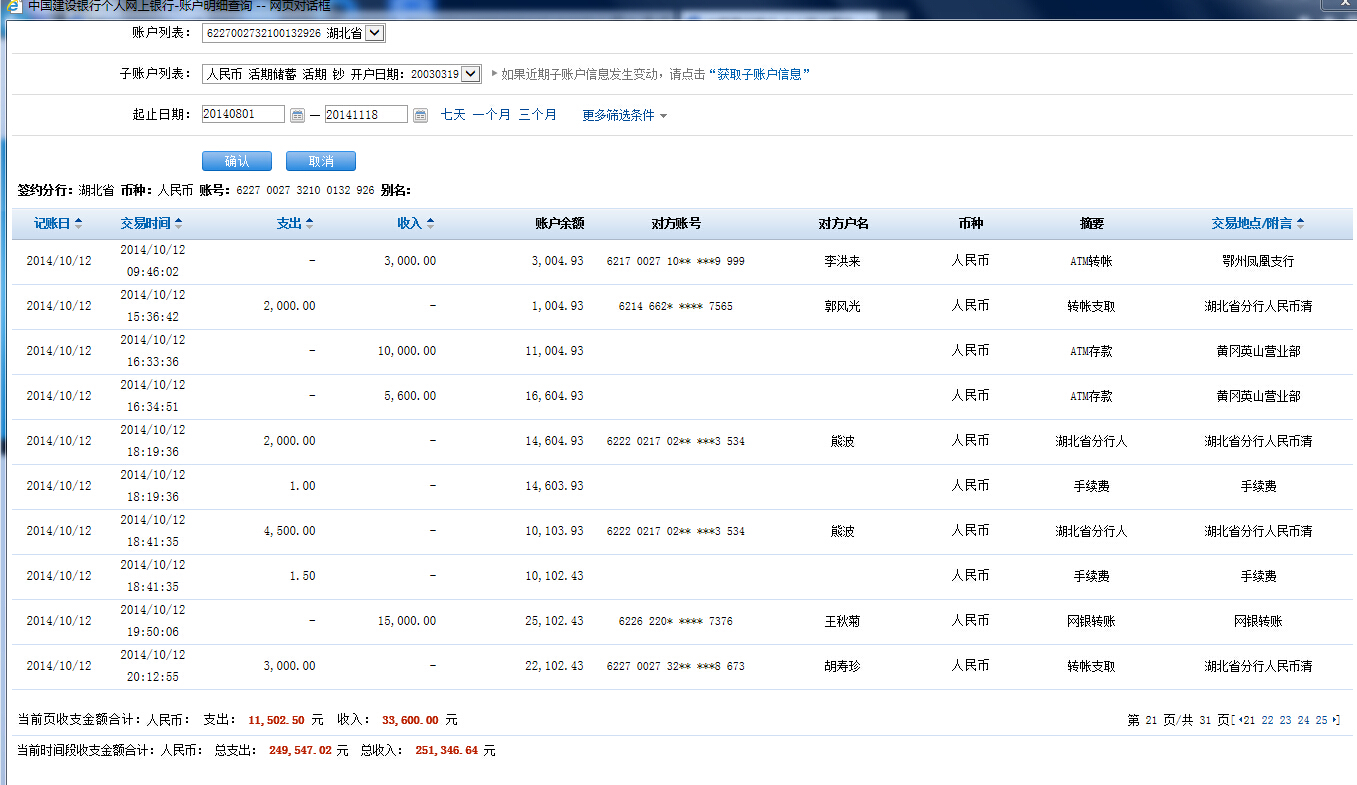 中国建设银行个人网上银行-账户明细查询 -- 网页对话框
账户列表： 6227002732100132926 湖北省
子账户列表： 人民币 活期储蓄 活期 钞 开户日期：20030319 如果近期子账户信息发生变动，请点击“获取子账户信息”
起止日期： 20140801 — 20141118 七天 一个月 三个月 更多筛选条件
确认 取消
签约分行：湖北省 币种：人民币 账号：6227 0027 3210 0132 926 别名：
记账日 交易时间 支出 收入 账户余额 对方账号 对方户名 币种 摘要 交易地点/附言
2014/10/12 2014/10/12 09:46:02 - 3,000.00 3,004.93 6217 0027 10** ***9 999 李洪来 人民币 ATM转帐 鄂州凤凰支行
2014/10/12 2014/10/12 15:36:42 2,000.00 - 1,004.93 6214 662* **** 7565 郭风光 人民币 转帐支取 湖北省分行人民币清
2014/10/12 2014/10/12 16:33:36 - 10,000.00 11,004.93 人民币 ATM存款 黄冈英山营业部
2014/10/12 2014/10/12 16:34:51 - 5,600.00 16,604.93 人民币 ATM存款 黄冈英山营业部
2014/10/12 2014/10/12 18:19:36 2,000.00 - 14,604.93 6222 0217 02** ***3 534 熊波 人民币 湖北省分行人 湖北省分行人民币清
2014/10/12 2014/10/12 18:19:36 1.00 - 14,603.93 人民币 手续费 手续费
2014/10/12 2014/10/12 18:41:35 4,500.00 - 10,103.93 6222 0217 02** ***3 534 熊波 人民币 湖北省分行人 湖北省分行人民币清
2014/10/12 2014/10/12 18:41:35 1.50 - 10,102.43 人民币 手续费 手续费
2014/10/12 2014/10/12 19:50:06 - 15,000.00 25,102.43 6226 220* **** 7376 王秋菊 人民币 网银转账 网银转账
2014/10/12 2014/10/12 20:12:55 3,000.00 - 22,102.43 6227 0027 32** ***8 673 胡寿珍 人民币 转帐支取 湖北省分行人民币清
当前页收支金额合计：人民币： 支出： 11,502.50 元 收入： 33,600.00 元 第 21 页/共 31 页[ 21 22 23 24 25 ]
当前时间段收支金额合计：人民币： 总支出： 249,547.02 元 总收入： 251,346.64 元